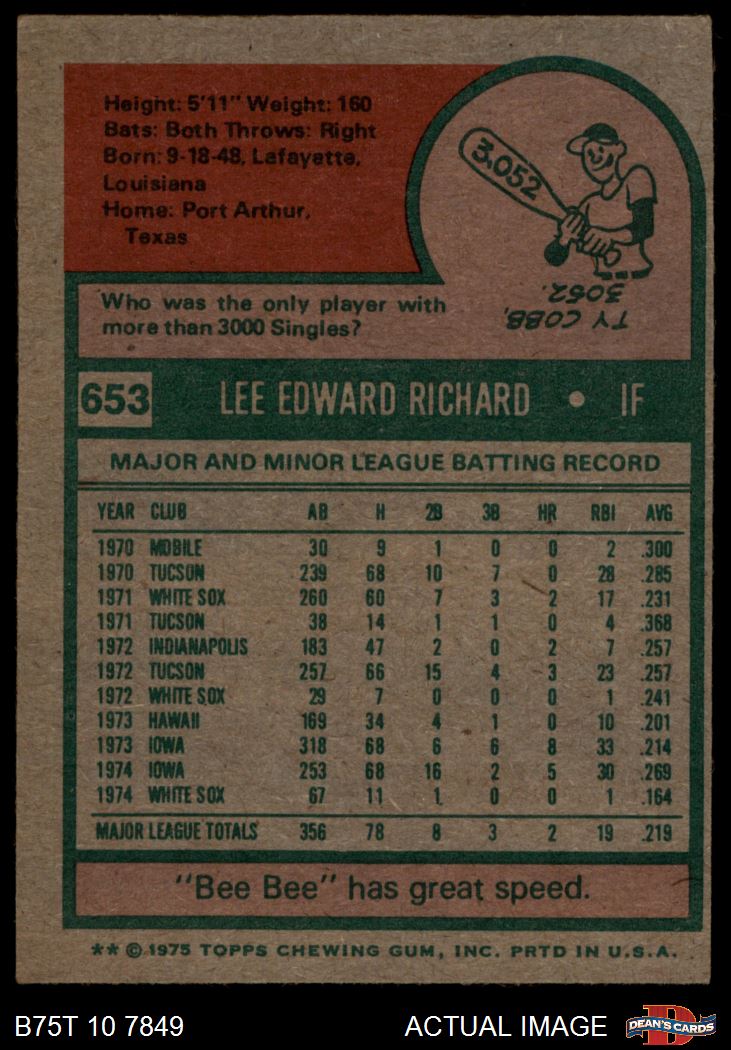 Height: 5'11" Weight: 160
Bats: Both Throws: Right
Born: 9-18-48, Lafayette,
Louisiana
Home: Port Arthur,
Texas
3,052
TY COBB,
3052.
Who was the only player with
more than 3000 Singles?
653 LEE EDWARD RICHARD • IF
MAJOR AND MINOR LEAGUE BATTING RECORD
YEAR CLUB AB H 2B 3B HR RBI AVG
1970 MOBILE 30 9 1 0 0 2 .300
1970 TUCSON 239 68 10 7 0 28 .285
1971 WHITE SOX 260 60 7 3 2 17 .231
1971 TUCSON 38 14 1 1 0 4 .368
1972 INDIANAPOLIS 183 47 2 0 2 7 .257
1972 TUCSON 257 66 15 4 3 23 .257
1972 WHITE SOX 29 7 0 0 0 1 .241
1973 HAWAII 169 34 4 1 0 10 .201
1973 IOWA 318 68 6 6 8 33 .214
1974 IOWA 253 68 16 2 5 30 .269
1974 WHITE SOX 67 11 1 0 0 1 .164
MAJOR LEAGUE TOTALS 356 78 8 3 2 19 .219
"Bee Bee" has great speed.
** © 1975 TOPPS CHEWING GUM, INC. PRTD IN U.S.A.
B75T 10 7849 ACTUAL IMAGE D DEAN'S CARDS